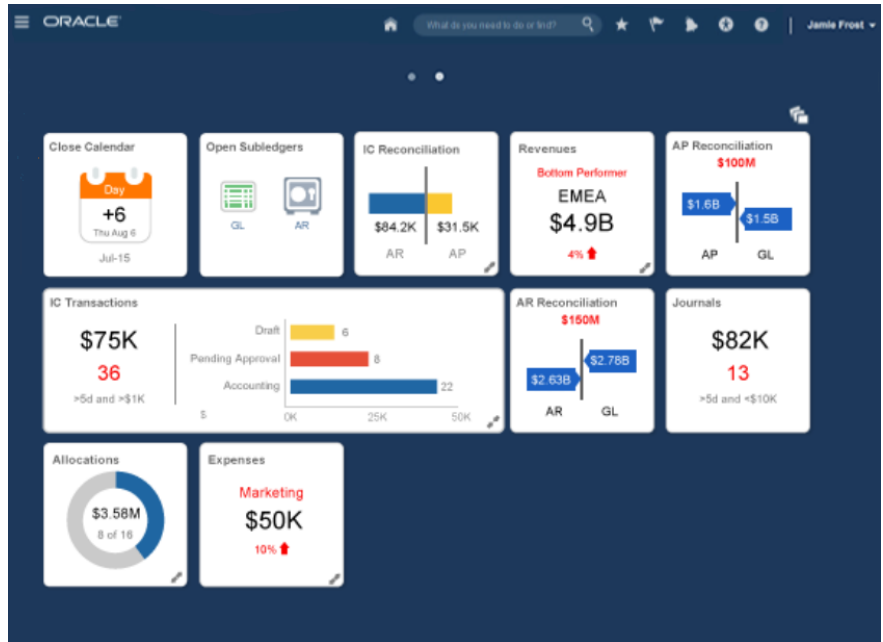 ORACLE
What do you need to do or find?
Jamie Frost
Close Calendar
Day
+6
Thu Aug 6
Jul-15
Open Subledgers
GL
AR
IC Reconciliation
$84.2K
$31.5K
AR
AP
Revenues
Bottom Performer
EMEA
$4.9B
4%
AP Reconciliation
$100M
$1.6B
$1.5B
AP
GL
IC Transactions
$75K
36
>5d and >$1K
Draft
6
Pending Approval
8
Accounting
22
$
0K
25K
50K
AR Reconciliation
$150M
$2.78B
$2.63B
AR
GL
Journals
$82K
13
>5d and <$10K
Allocations
$3.58M
8 of 16
Expenses
Marketing
$50K
10%